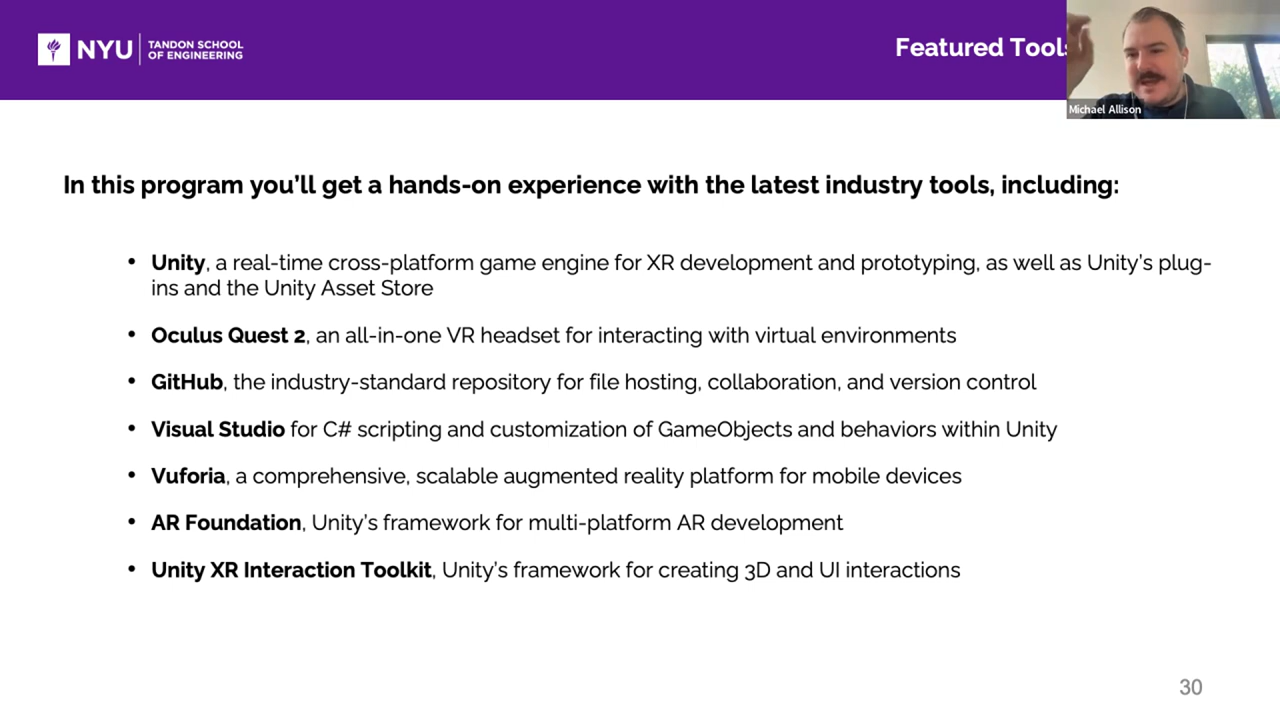 NYU
TANDON SCHOOL
OF ENGINEERING
Featured Tools
Michael Allison
In this program you’ll get a hands-on experience with the latest industry tools, including:
• Unity, a real-time cross-platform game engine for XR development and prototyping, as well as Unity’s plug-
ins and the Unity Asset Store
• Oculus Quest 2, an all-in-one VR headset for interacting with virtual environments
• GitHub, the industry-standard repository for file hosting, collaboration, and version control
• Visual Studio for C# scripting and customization of GameObjects and behaviors within Unity
• Vuforia, a comprehensive, scalable augmented reality platform for mobile devices
• AR Foundation, Unity’s framework for multi-platform AR development
• Unity XR Interaction Toolkit, Unity’s framework for creating 3D and UI interactions
30